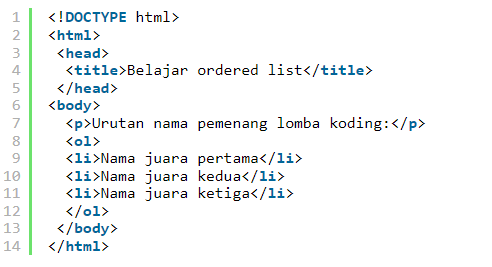 1 <!DOCTYPE html>
2 <html>
3 <head>
4 <title>Belajar ordered list</title>
5 </head>
6 <body>
7 <p>Urutan nama pemenang lomba koding:</p>
8 <ol>
9 <li>Nama juara pertama</li>
10 <li>Nama juara kedua</li>
11 <li>Nama juara ketiga</li>
12 </ol>
13 </body>
14 </html>